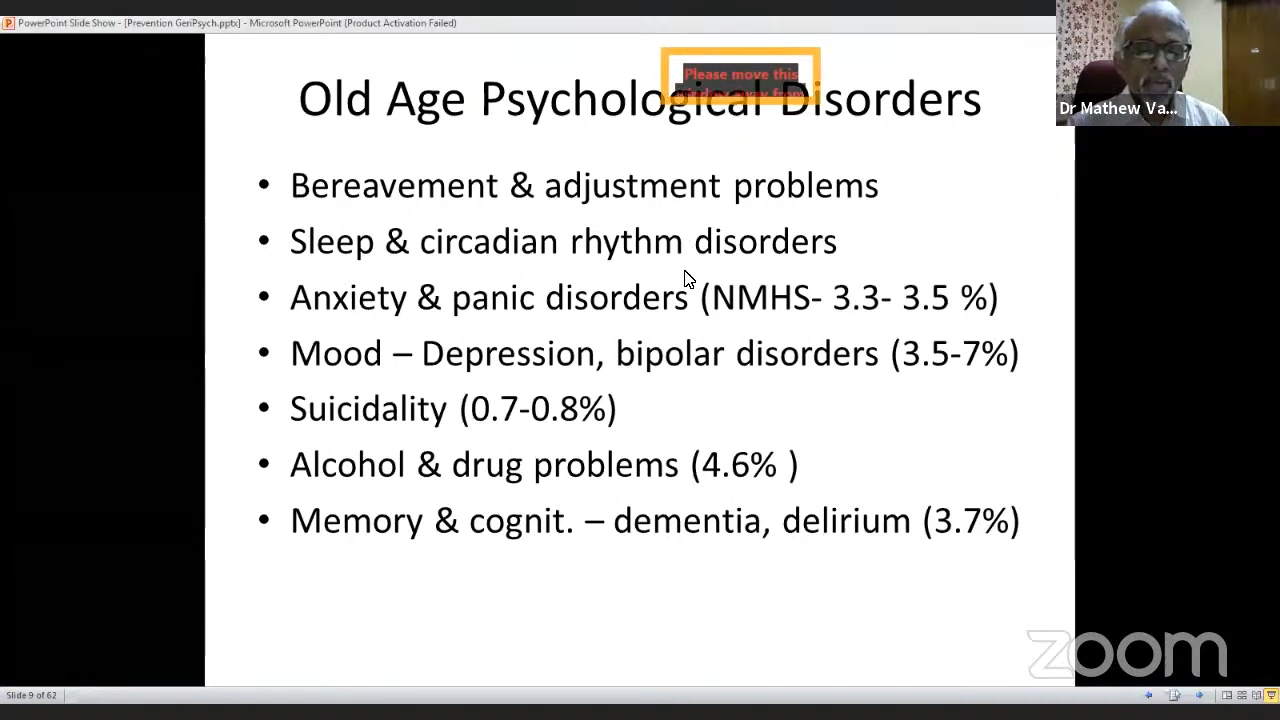 PowerPoint Slide Show - [Prevention GeriPsych.pptx] - Microsoft PowerPoint (Product Activation Failed)
Please move this
window away from
Old Age Psychological Disorders
Dr Mathew Va...
• Bereavement & adjustment problems
• Sleep & circadian rhythm disorders
• Anxiety & panic disorders (NMHS- 3.3- 3.5 %)
• Mood – Depression, bipolar disorders (3.5-7%)
• Suicidality (0.7-0.8%)
• Alcohol & drug problems (4.6% )
• Memory & cognit. – dementia, delirium (3.7%)
zoom
Slide 9 of 62